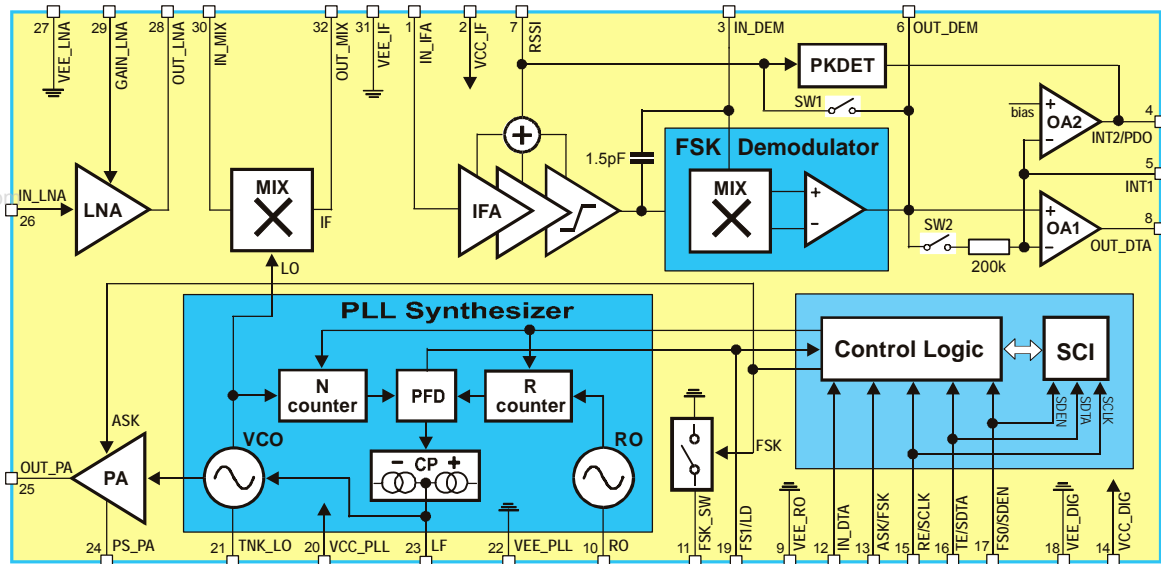 27 29 28 30 32 31 1 2 7 3 6
VEE_LNA
GAIN_LNA
OUT_LNA
IN_MIX
OUT_MIX
VEE_IF
IN_IFA
VCC_IF
RSSI
IN_DEM
OUT_DEM
PKDET
SW1
bias
+
OA2
−
4
INT2/PDO
+
1.5pF
FSK Demodulator
5
INT1
IN_LNA
26
LNA
MIX
IF
IFA
MIX
+
−
SW2
200k
+
OA1
−
8
OUT_DTA
LO
PLL Synthesizer
N
counter
PFD
R
counter
Control Logic
SCI
SDEN
SDTA
SCLK
ASK
VCO
RO
− CP +
FSK
OUT_PA
25
PA
24 PS_PA
21 TNK_LO
20 VCC_PLL
23 LF
22 VEE_PLL
10 RO
11 FSK_SW
19 FS1/LD
9 VEE_RO
12 IN_DTA
13 ASK/FSK
15 RE/SCLK
16 TE/SDTA
17 FS0/SDEN
18 VEE_DIG
14 VCC_DIG